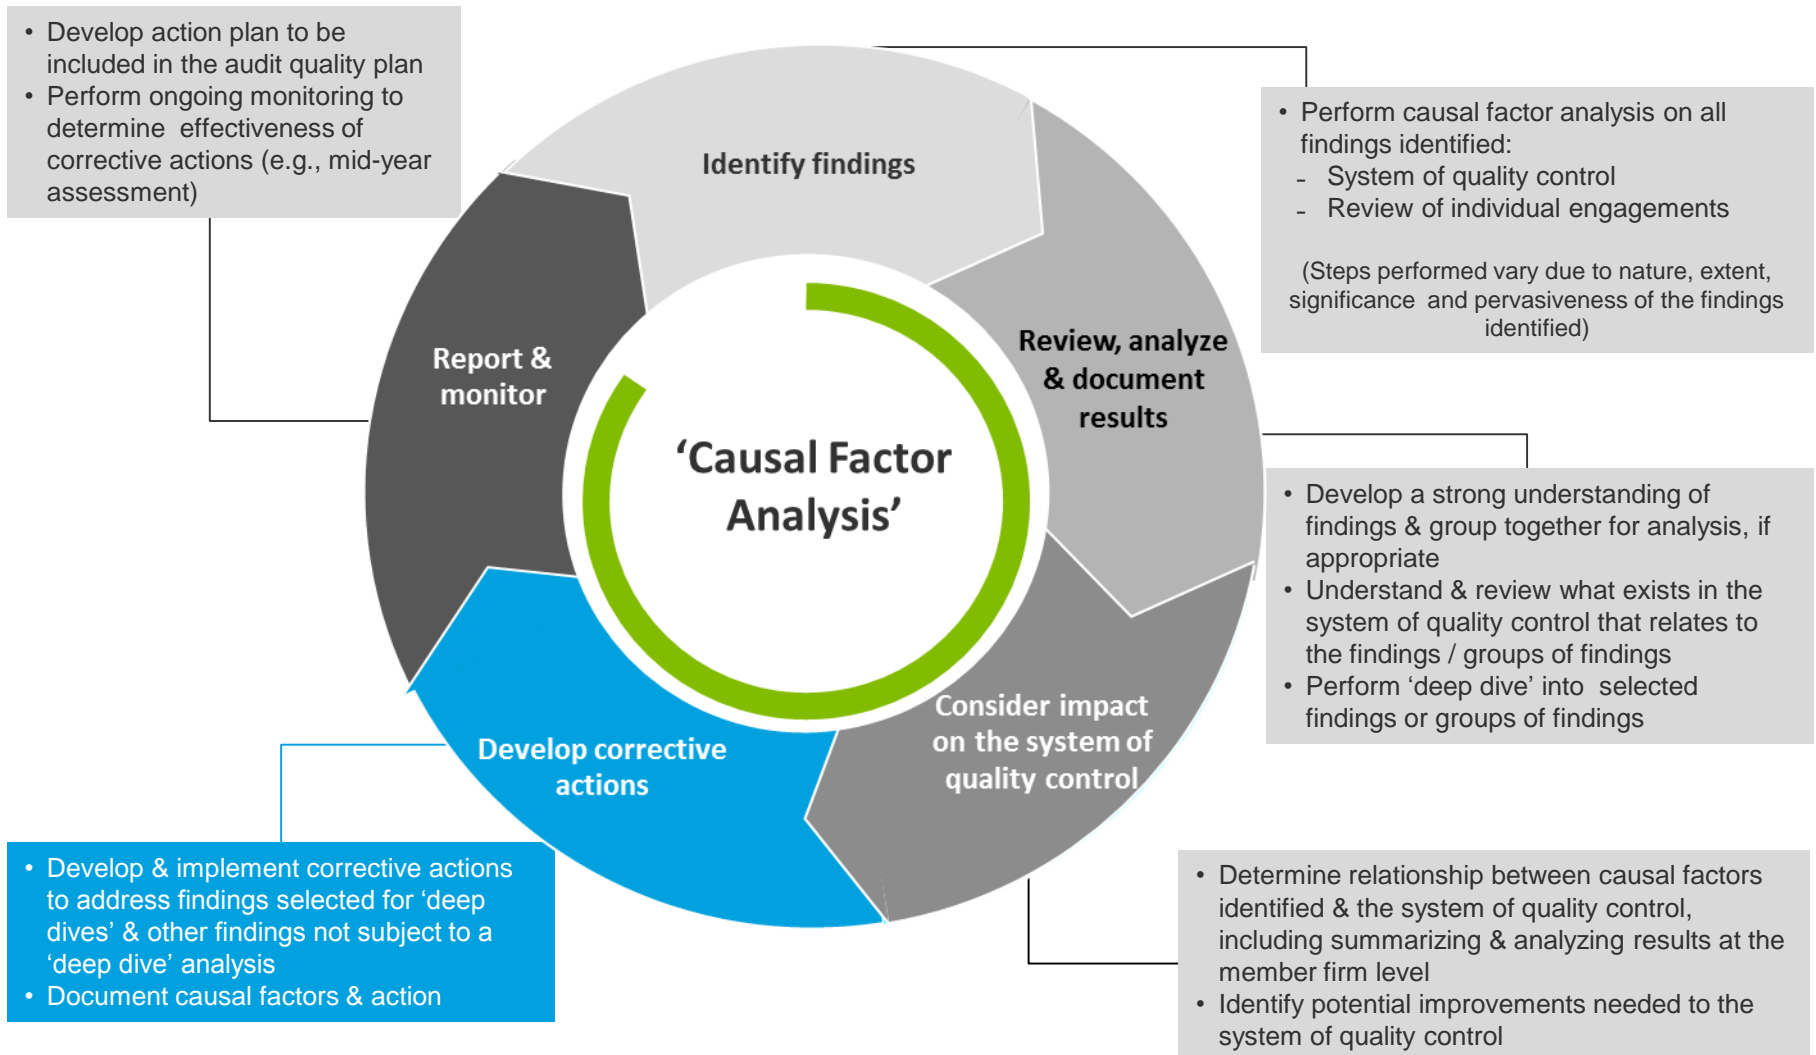 • Develop action plan to be
included in the audit quality plan
• Perform ongoing monitoring to
determine effectiveness of
corrective actions (e.g., mid-year
assessment)
Identify findings
• Perform causal factor analysis on all
findings identified:
- System of quality control
- Review of individual engagements
(Steps performed vary due to nature, extent,
significance and pervasiveness of the findings
identified)
Report &
monitor
Review, analyze
& document
results
‘Causal Factor
Analysis’
• Develop a strong understanding of
findings & group together for analysis, if
appropriate
• Understand & review what exists in the
system of quality control that relates to
the findings / groups of findings
• Perform ‘deep dive’ into selected
findings or groups of findings
Develop corrective
actions
Consider impact
on the system of
quality control
• Develop & implement corrective actions
to address findings selected for ‘deep
dives’ & other findings not subject to a
‘deep dive’ analysis
• Document causal factors & action
• Determine relationship between causal factors
identified & the system of quality control,
including summarizing & analyzing results at the
member firm level
• Identify potential improvements needed to the
system of quality control